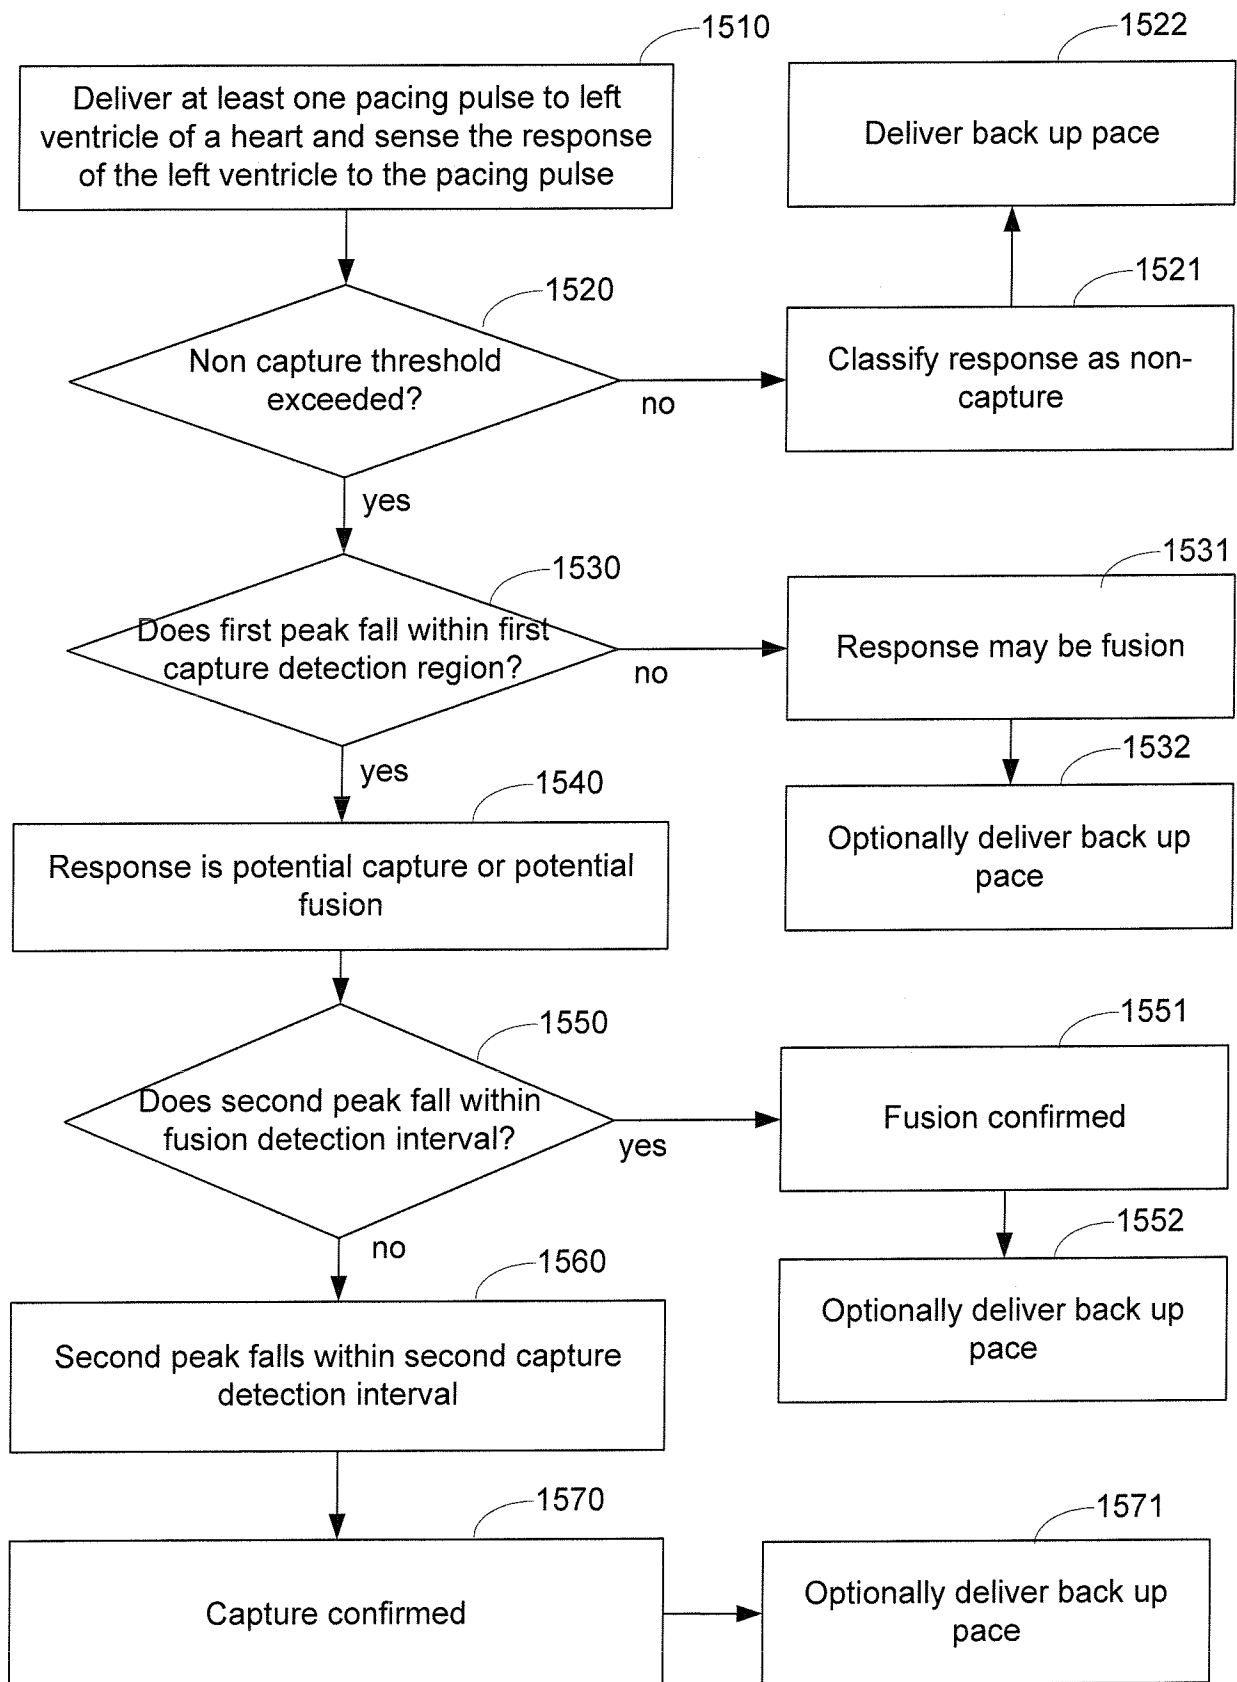 1510
Deliver at least one pacing pulse to left
ventricle of a heart and sense the response
of the left ventricle to the pacing pulse
1522
Deliver back up pace
1520
Non capture threshold
exceeded?
no
1521
Classify response as non-
capture
yes
1530
Does first peak fall within first
capture detection region?
no
1531
Response may be fusion
yes
1532
Optionally deliver back up
pace
1540
Response is potential capture or potential
fusion
1550
Does second peak fall within
fusion detection interval?
yes
1551
Fusion confirmed
no
1552
Optionally deliver back up
pace
1560
Second peak falls within second capture
detection interval
1570
Capture confirmed
1571
Optionally deliver back up
pace